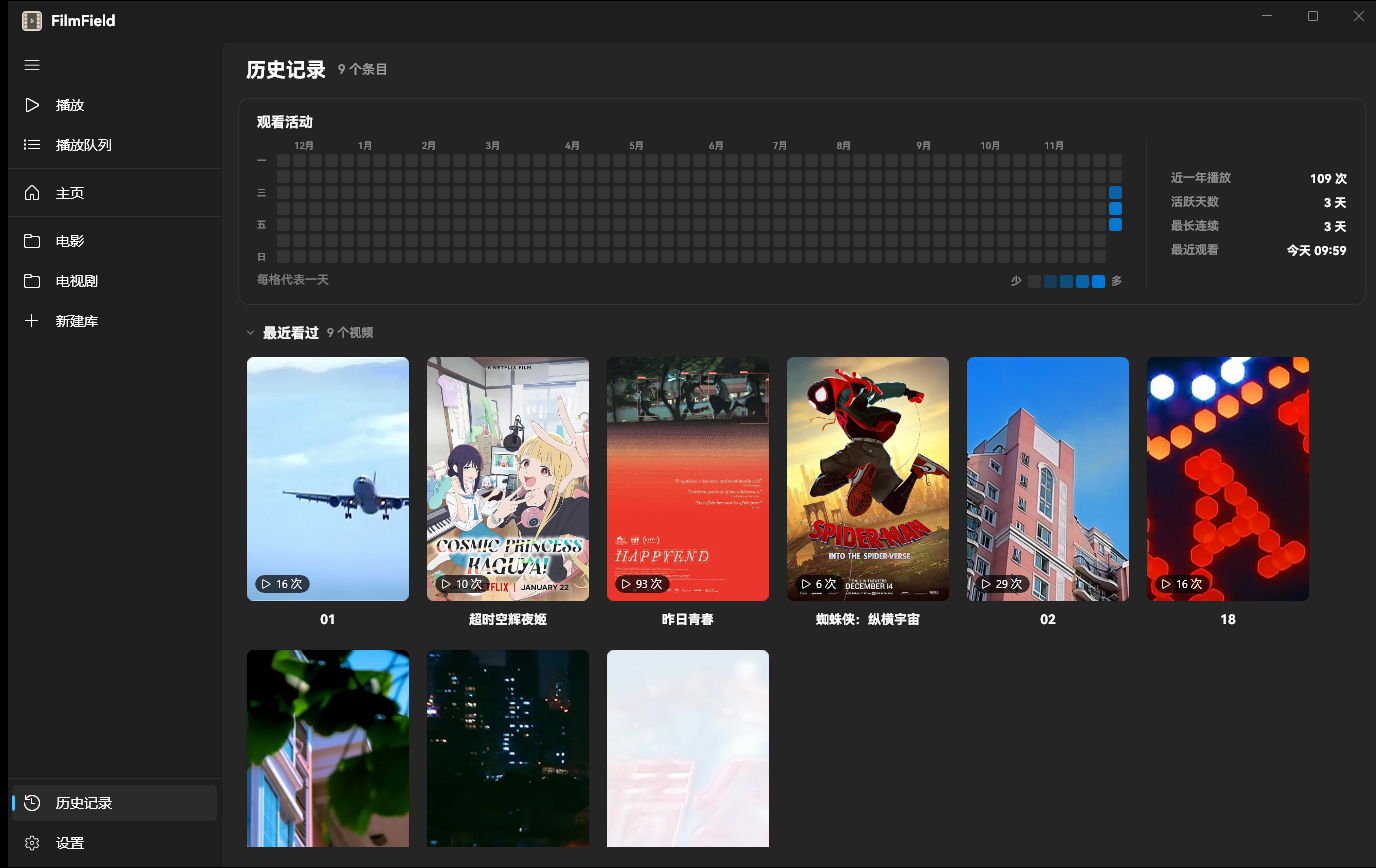 FilmField
播放
播放队列
主页
电影
电视剧
新建库
历史记录
设置
历史记录 9 个条目
观看活动
12月 1月 2月 3月 4月 5月 6月 7月 8月 9月 10月 11月
一
三
五
日
每格代表一天
少 多
近一年播放 109 次
活跃天数 3 天
最长连续 3 天
最近观看 今天 09:59
最近看过 9 个视频
16 次
01
A NETFLIX FILM
COSMIC PRINCESS
KAGUYA!
JANUARY 22
10 次
超时空辉夜姬
HAPPYEND
93 次
昨日青春
SPIDER-MAN
INTO THE SPIDER-VERSE
DECEMBER 14
6 次
蜘蛛侠：纵横宇宙
29 次
02
16 次
18